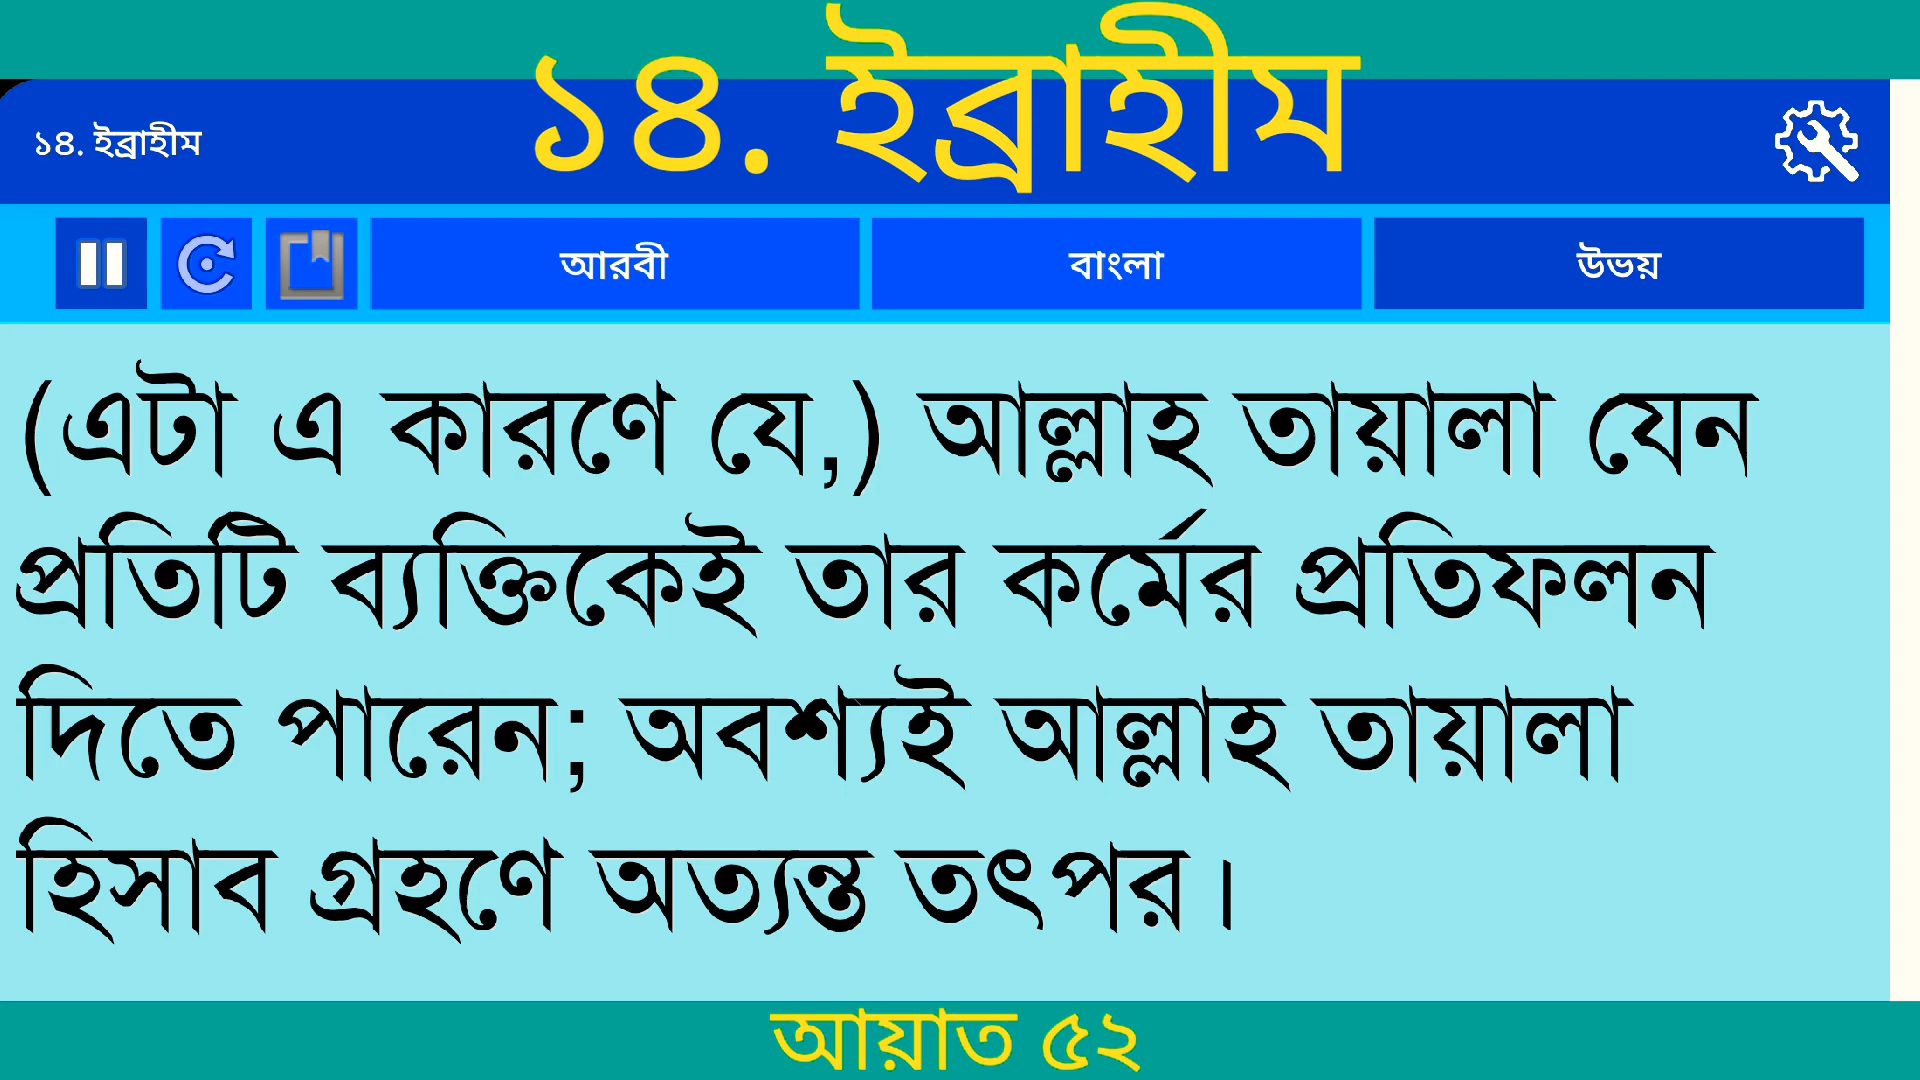 ১৪. ইব্রাহীম
১৪. ইব্রাহীম
আরবী
বাংলা
উভয়
(এটা এ কারণে যে,) আল্লাহ তায়ালা যেন
প্রতিটি ব্যক্তিকেই তার কর্মের প্রতিফলন
দিতে পারেন; অবশ্যই আল্লাহ তায়ালা
হিসাব গ্রহণে অত্যন্ত তৎপর।
আয়াত ৫২